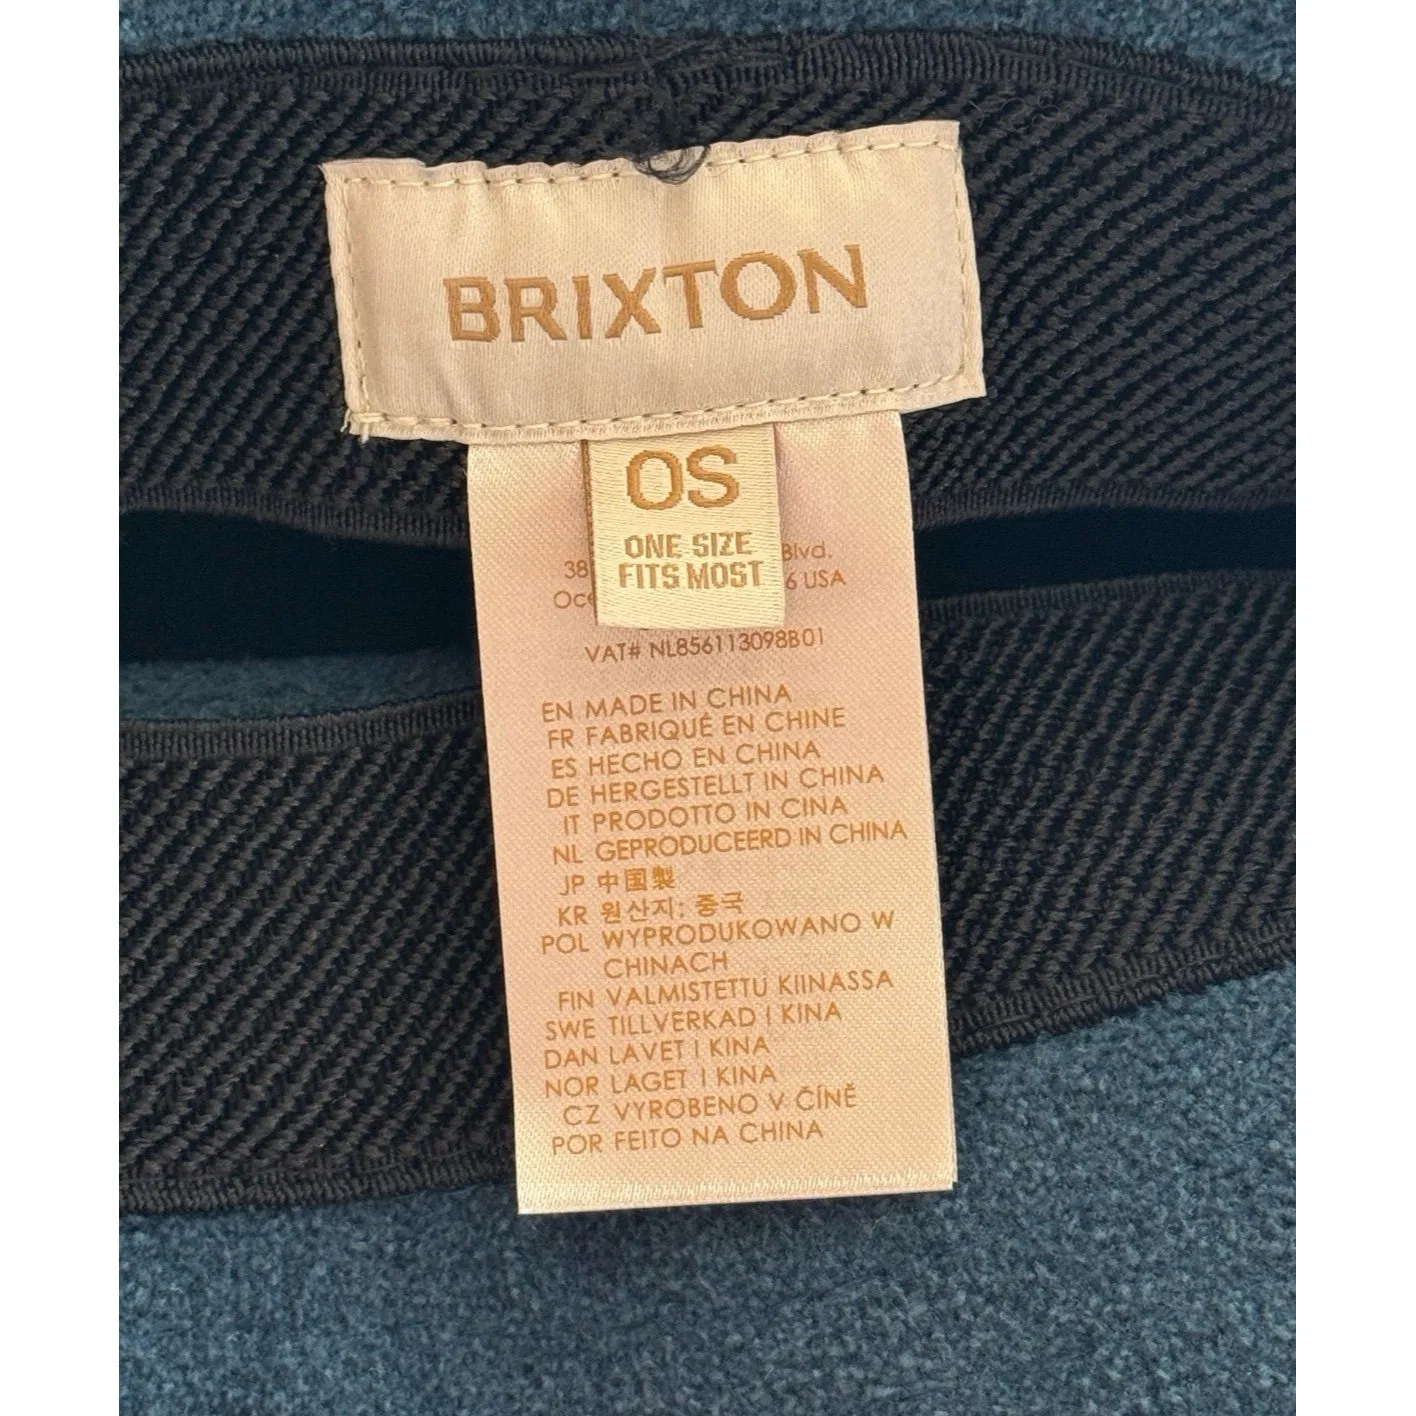 BRIXTON
OS
ONE SIZE
FITS MOST
Blvd.
USA
VAT# NL856113098B01
EN MADE IN CHINA
FR FABRIQUÉ EN CHINE
ES HECHO EN CHINA
DE HERGESTELLT IN CHINA
IT PRODOTTO IN CINA
NL GEPRODUCEERD IN CHINA
JP 中国製
KR 원산지: 중국
POL WYPRODUKOWANO W
CHINACH
FIN VALMISTETTU KIINASSA
SWE TILLVERKAD I KINA
DAN LAVET I KINA
NOR LAGET I KINA
CZ VYROBENO V ČÍNĚ
POR FEITO NA CHINA